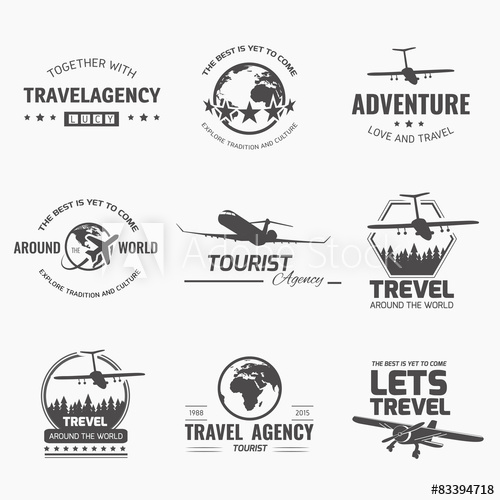 TOGETHER WITH
TRAVELAGENCY
LUCY
THE BEST IS YET TO COME
EXPLORE TRADITION AND CULTURE
ADVENTURE
LOVE AND TRAVEL
THE BEST IS YET TO COME
AROUND THE WORLD
EXPLORE TRADITION AND CULTURE
TOURIST
Agency
TREVEL
AROUND THE WORLD
TREVEL
AROUND THE WORLD
1988 2015
TRAVEL AGENCY
TOURIST
THE BEST IS YET TO COME
LETS
TREVEL
Adobe Stock
#83394718